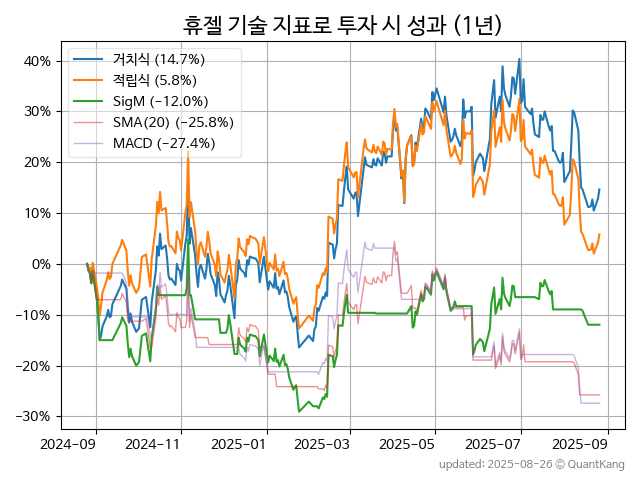 휴젤 기술 지표로 투자 시 성과 (1년)
거치식 (14.7%)
적립식 (5.8%)
SigM (−12.0%)
SMA(20) (−25.8%)
MACD (−27.4%)
40%
30%
20%
10%
0%
−10%
−20%
−30%
2024−09
2024−11
2025−01
2025−03
2025−05
2025−07
2025−09
updated: 2025−08−26 ⓒ QuantKang